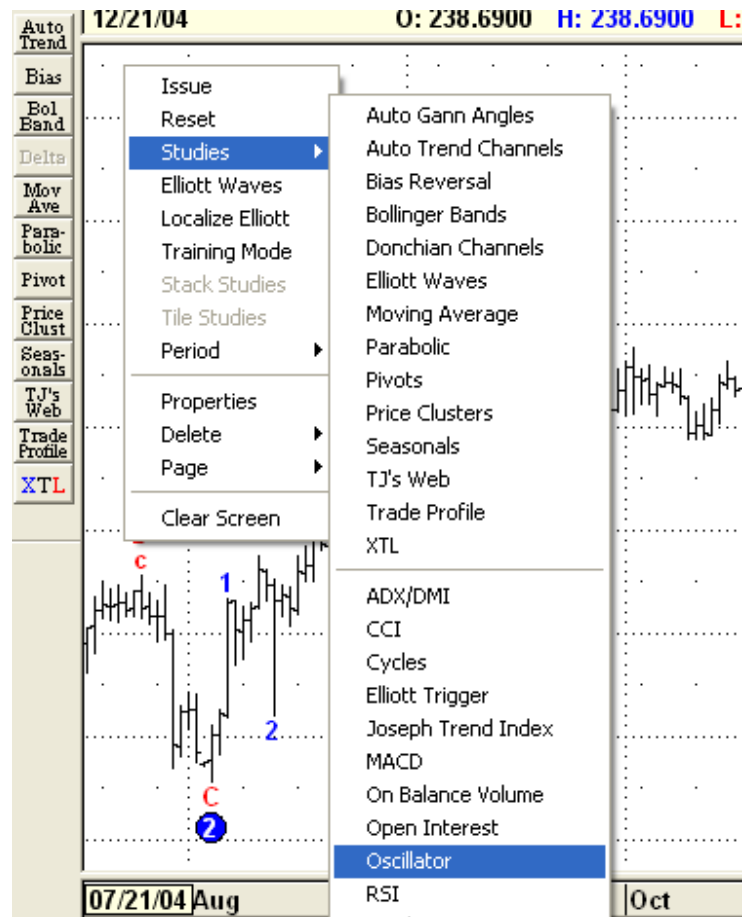 12/21/04 O: 238.6900 H: 238.6900 L:
Auto
Trend
Bias
Bol
Band
Delta
Mov
Ave
Para-
bolic
Pivot
Price
Clust
Seas-
onals
TJ's
Web
Trade
Profile
XTL
Issue
Reset
Studies
Elliott Waves
Localize Elliott
Training Mode
Stack Studies
Tile Studies
Period
Properties
Delete
Page
Clear Screen
Auto Gann Angles
Auto Trend Channels
Bias Reversal
Bollinger Bands
Donchian Channels
Elliott Waves
Moving Average
Parabolic
Pivots
Price Clusters
Seasonals
TJ's Web
Trade Profile
XTL
ADX/DMI
CCI
Cycles
Elliott Trigger
Joseph Trend Index
MACD
On Balance Volume
Open Interest
Oscillator
RSI
c
1
2
C
2
07/21/04 Aug Oct